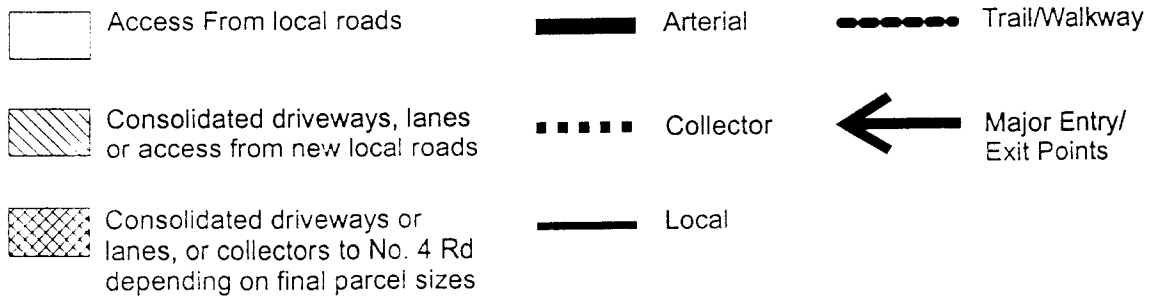 Access From local roads
Consolidated driveways, lanes
or access from new local roads
Consolidated driveways or
lanes, or collectors to No. 4 Rd
depending on final parcel sizes
Arterial
Collector
Local
Trail/Walkway
Major Entry/
Exit Points